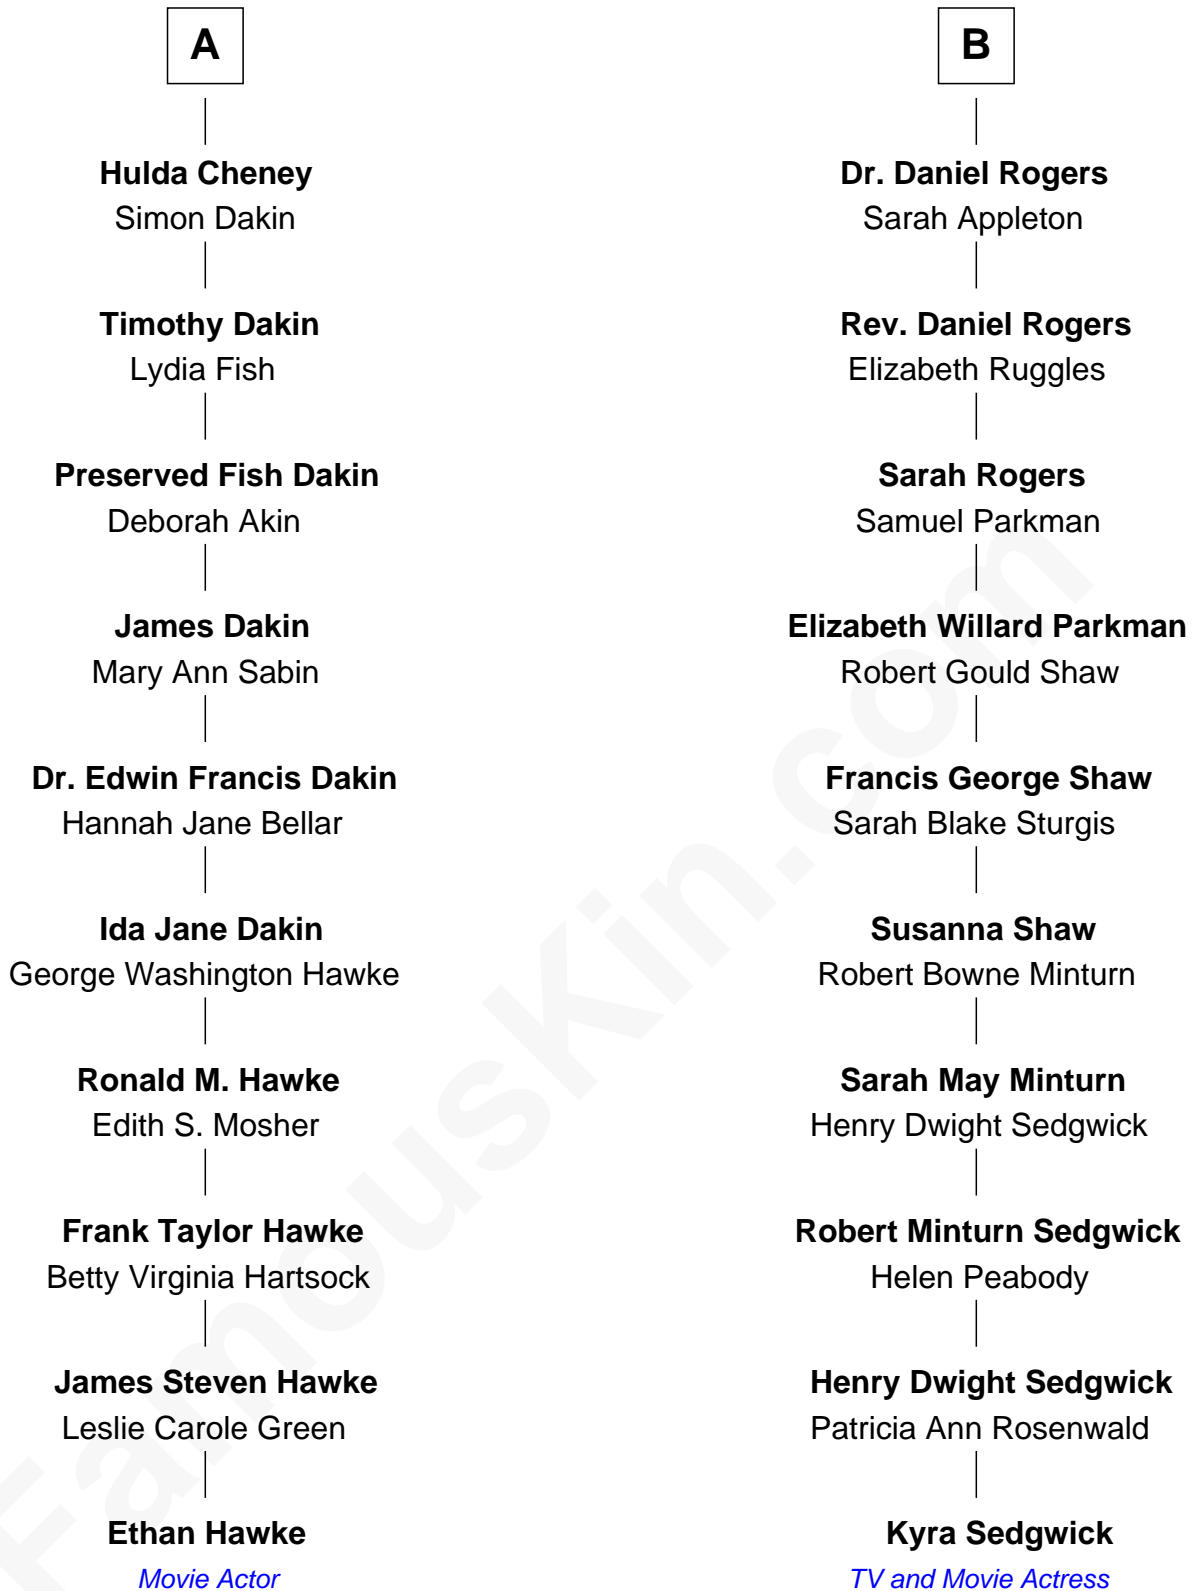 A
Hulda Cheney
Simon Dakin
Timothy Dakin
Lydia Fish
Preserved Fish Dakin
Deborah Akin
James Dakin
Mary Ann Sabin
Dr. Edwin Francis Dakin
Hannah Jane Bellar
Ida Jane Dakin
George Washington Hawke
Ronald M. Hawke
Edith S. Mosher
Frank Taylor Hawke
Betty Virginia Hartsock
James Steven Hawke
Leslie Carole Green
Ethan Hawke
Movie Actor
B
Dr. Daniel Rogers
Sarah Appleton
Rev. Daniel Rogers
Elizabeth Ruggles
Sarah Rogers
Samuel Parkman
Elizabeth Willard Parkman
Robert Gould Shaw
Francis George Shaw
Sarah Blake Sturgis
Susanna Shaw
Robert Bowne Minturn
Sarah May Minturn
Henry Dwight Sedgwick
Robert Minturn Sedgwick
Helen Peabody
Henry Dwight Sedgwick
Patricia Ann Rosenwald
Kyra Sedgwick
TV and Movie Actress
FamousKin.com